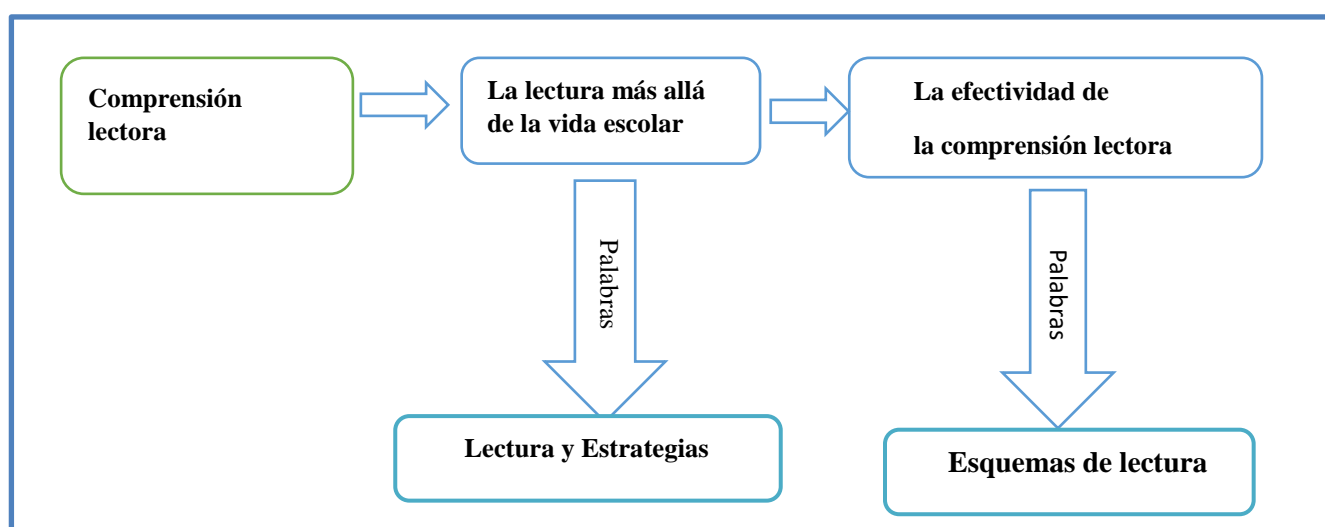 Comprensión
lectora
La lectura más allá
de la vida escolar
La efectividad de
la comprensión lectora
Palabras
Palabras
Lectura y Estrategias
Esquemas de lectura